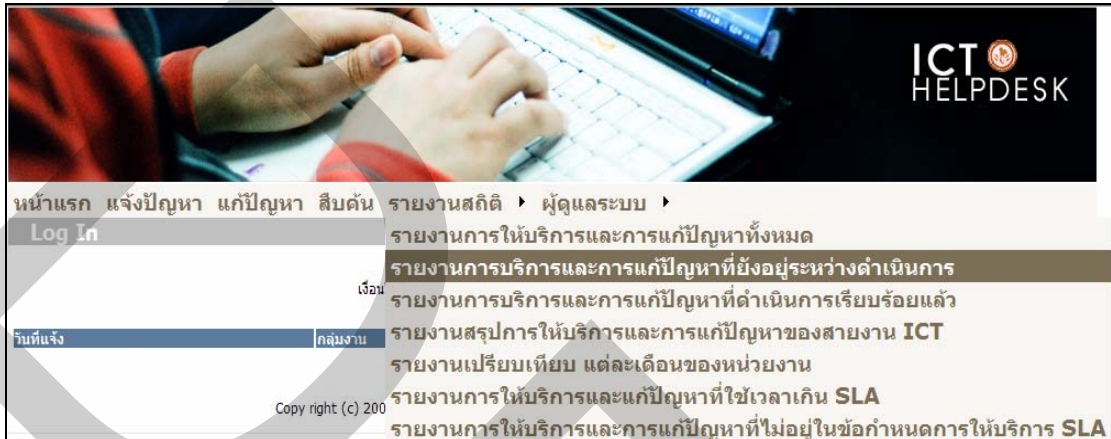 ICT
HELPDESK
หน้าแรก แจ้งปัญหา แก้ปัญหา สืบค้น รายงานสถิติ ผู้ดูแลระบบ
Log In
รายงานการให้บริการและการแก้ปัญหาทั้งหมด
รายงานการบริการและการแก้ปัญหาที่ยังอยู่ระหว่างดำเนินการ
เงื่อน
รายงานการบริการและการแก้ปัญหาที่ดำเนินการเรียบร้อยแล้ว
วันที่แจ้ง กลุ่มงาน
รายงานสรุปการให้บริการและการแก้ปัญหาของสายงาน ICT
รายงานเปรียบเทียบ แต่ละเดือนของหน่วยงาน
Copy right (c) 200
รายงานการให้บริการและแก้ปัญหาที่ใช้เวลาเกิน SLA
รายงานการให้บริการและการแก้ปัญหาที่ไม่อยู่ในข้อกำหนดการให้บริการ SLA